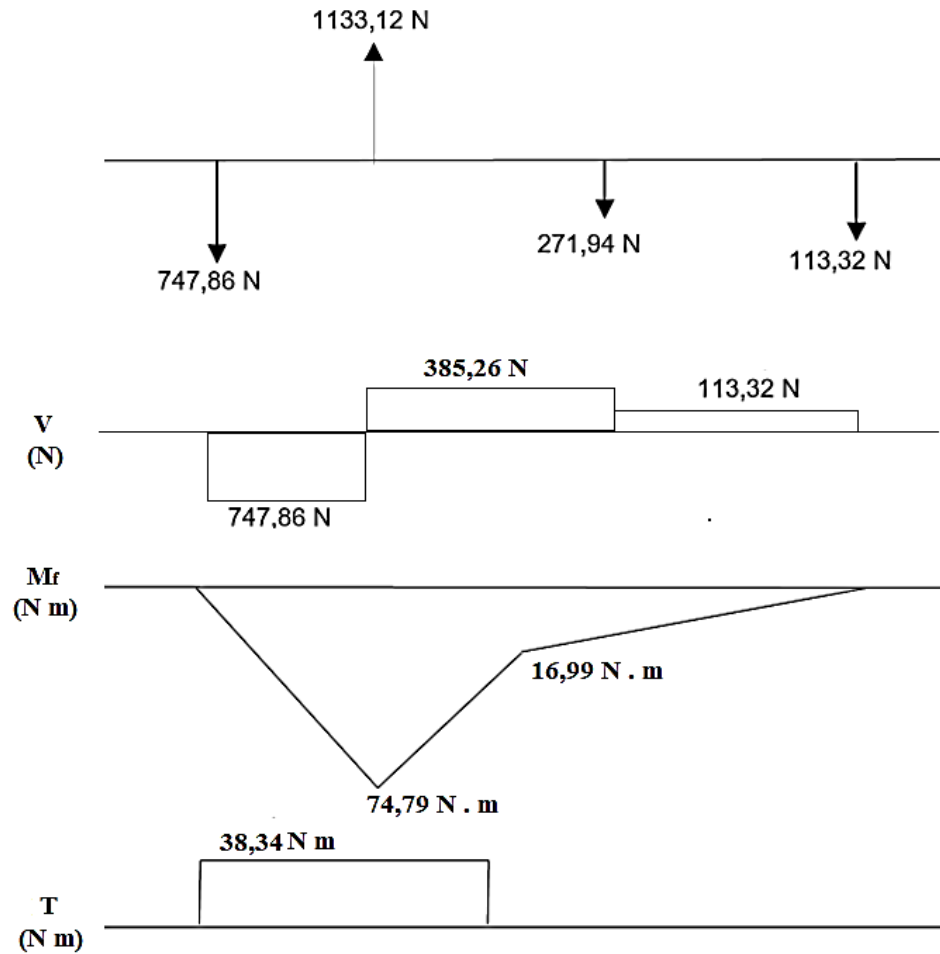 1133,12 N
271,94 N
113,32 N
747,86 N
385,26 N
113,32 N
V
(N)
747,86 N
Mf
(N m)
16,99 N . m
74,79 N . m
38,34 N m
T
(N m)